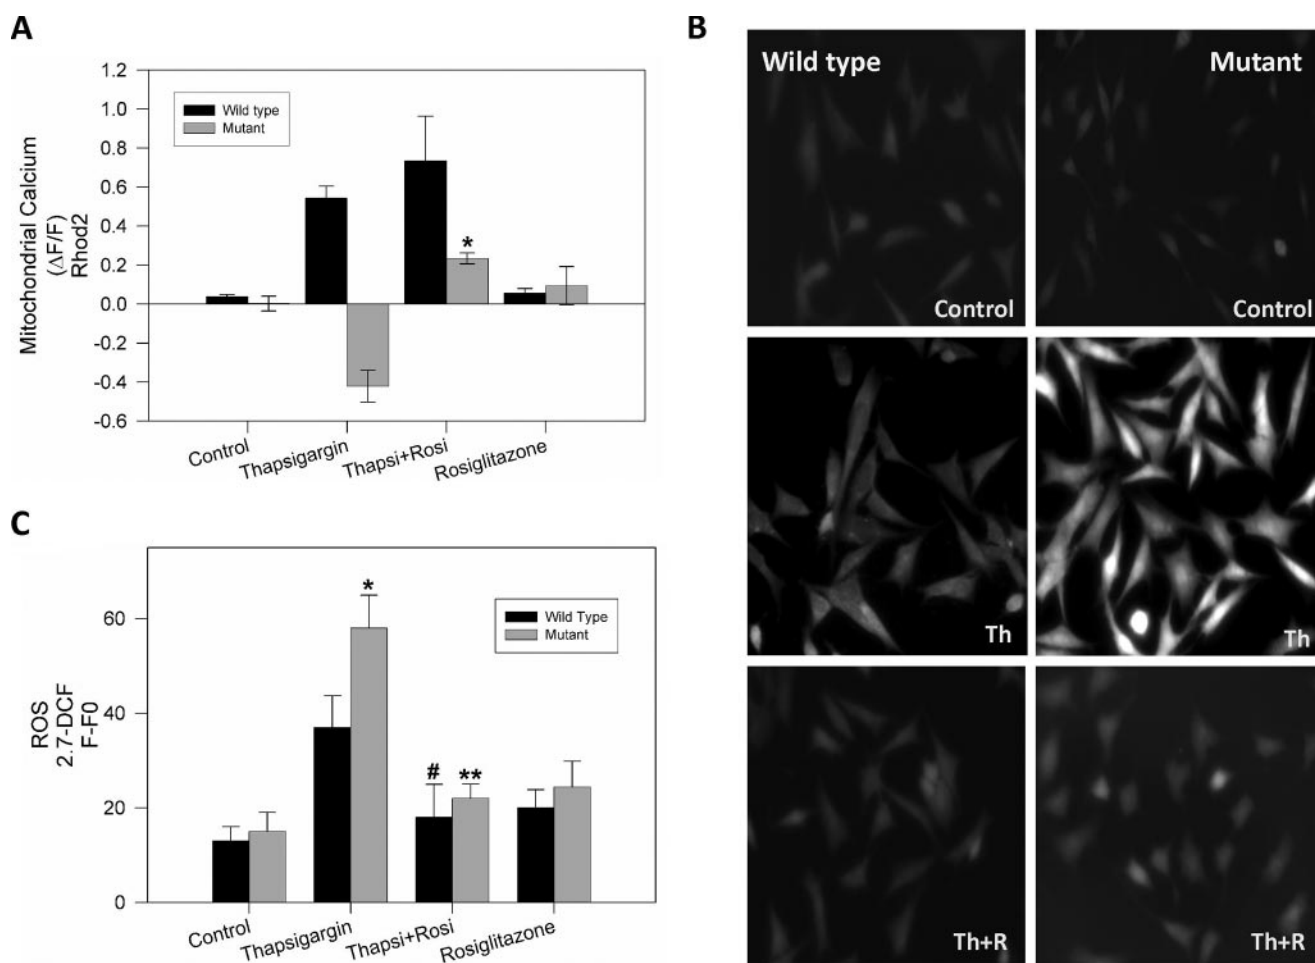 A
1.2
1.0
0.8
0.6
0.4
0.2
0.0
-0.2
-0.4
-0.6
Mitochondrial Calcium
(ΔF/F)
Rhod2
Wild type
Mutant
*
Control
Thapsigargin
Thapsi+Rosi
Rosiglitazone
B
Wild type
Mutant
Control
Control
Th
Th
Th+R
Th+R
C
60
40
20
0
ROS
2.7-DCF
F-F0
Wild Type
Mutant
*
#
**
Control
Thapsigargin
Thapsi+Rosi
Rosiglitazone